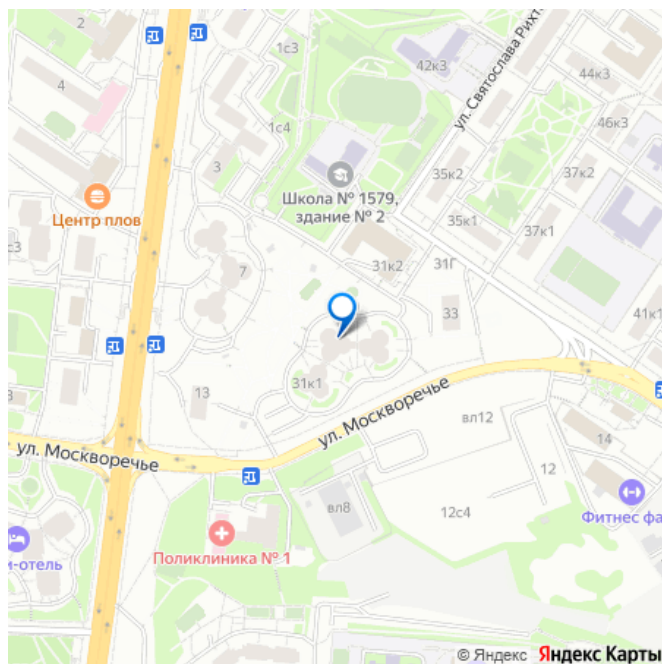 2
1с3
42к3
ул. Святослава Рихт
44к3
4
1с4
46к3
3
35к2
37к2
Школа № 1579,
здание № 2
Центр плов
35к1
37к1
с3
7
31к2
31Г
33
41к1
31к1
13
ул. Москворечье
3
вл12
ул. Москворечье
14
12
вл8
12с4
Фитнес фа
Поликлиника № 1
и-отель
© Яндекс Яндекс Карты